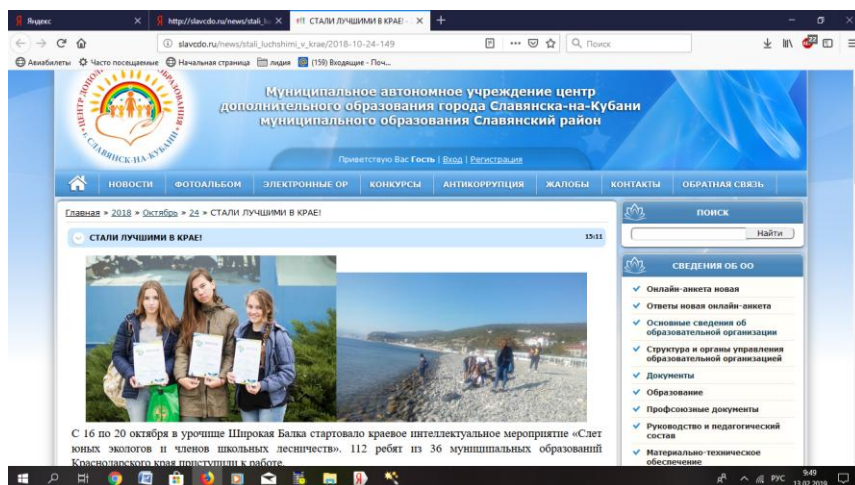 Яндекс
http://slavcdo.ru/news/stali_lu
СТАЛИ ЛУЧШИМИ В КРАЕ! -
slavcdo.ru/news/stali_luchshimi_v_krae/2018-10-24-149
Поиск
Авиабилеты Часто посещаемые Начальная страница лидия (159) Входящие - Поч...
ЦЕНТР ДОПОЛНИТЕЛЬНОГО ОБРАЗОВАНИЯ
г. СЛАВЯНСК-НА-КУБАНИ
Муниципальное автономное учреждение центр
дополнительного образования города Славянска-на-Кубани
муниципального образования Славянский район
Приветствую Вас Гость | Вход | Регистрация
НОВОСТИ ФОТОАЛЬБОМ ЭЛЕКТРОННЫЕ ОР КОНКУРСЫ АНТИКОРРУПЦИЯ ЖАЛОБЫ КОНТАКТЫ ОБРАТНАЯ СВЯЗЬ
Главная » 2018 » Октябрь » 24 » СТАЛИ ЛУЧШИМИ В КРАЕ!
СТАЛИ ЛУЧШИМИ В КРАЕ! 15:11
С 16 по 20 октября в урочище Широкая Балка стартовало краевое интеллектуальное мероприятие «Слет
юных экологов и членов школьных лесничеств». 112 ребят из 36 муниципальных образований
Краснодарского края приступили к работе.
ПОИСК
Найти
СВЕДЕНИЯ ОБ ОО
Онлайн-анкета новая
Ответы новая онлайн-анкета
Основные сведения об
образовательной организации
Структура и органы управления
образовательной организацией
Документы
Образование
Профсоюзные документы
Руководство и педагогический
состав
Материально-техническое
обеспечение
22
РУС
9:49
13.02.2019